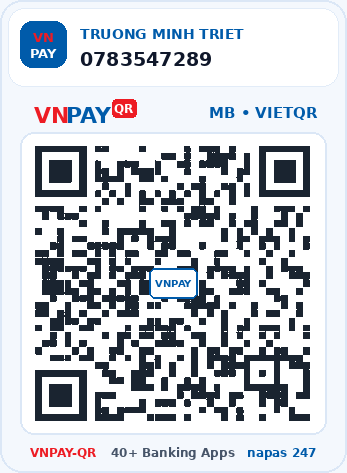 VN
PAY
TRUONG MINH TRIET
0783547289
VNPAY QR
MB • VIETQR
VNPAY
VNPAY-QR 40+ Banking Apps napas 247